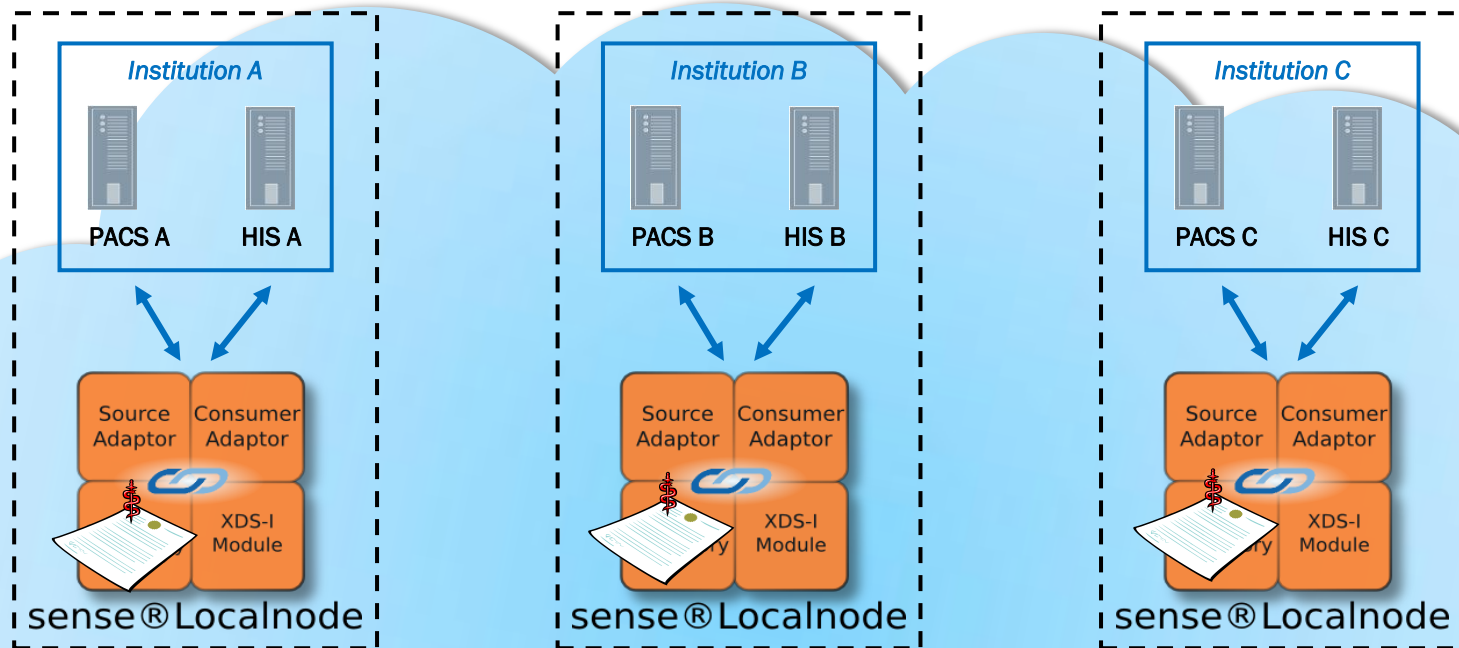 Institution A
PACS A
HIS A
Source
Adaptor
Consumer
Adaptor
XDS-I
Module
sense®Localnode
Institution B
PACS B
HIS B
Source
Adaptor
Consumer
Adaptor
XDS-I
Module
sense®Localnode
Institution C
PACS C
HIS C
Source
Adaptor
Consumer
Adaptor
XDS-I
Module
sense®Localnode